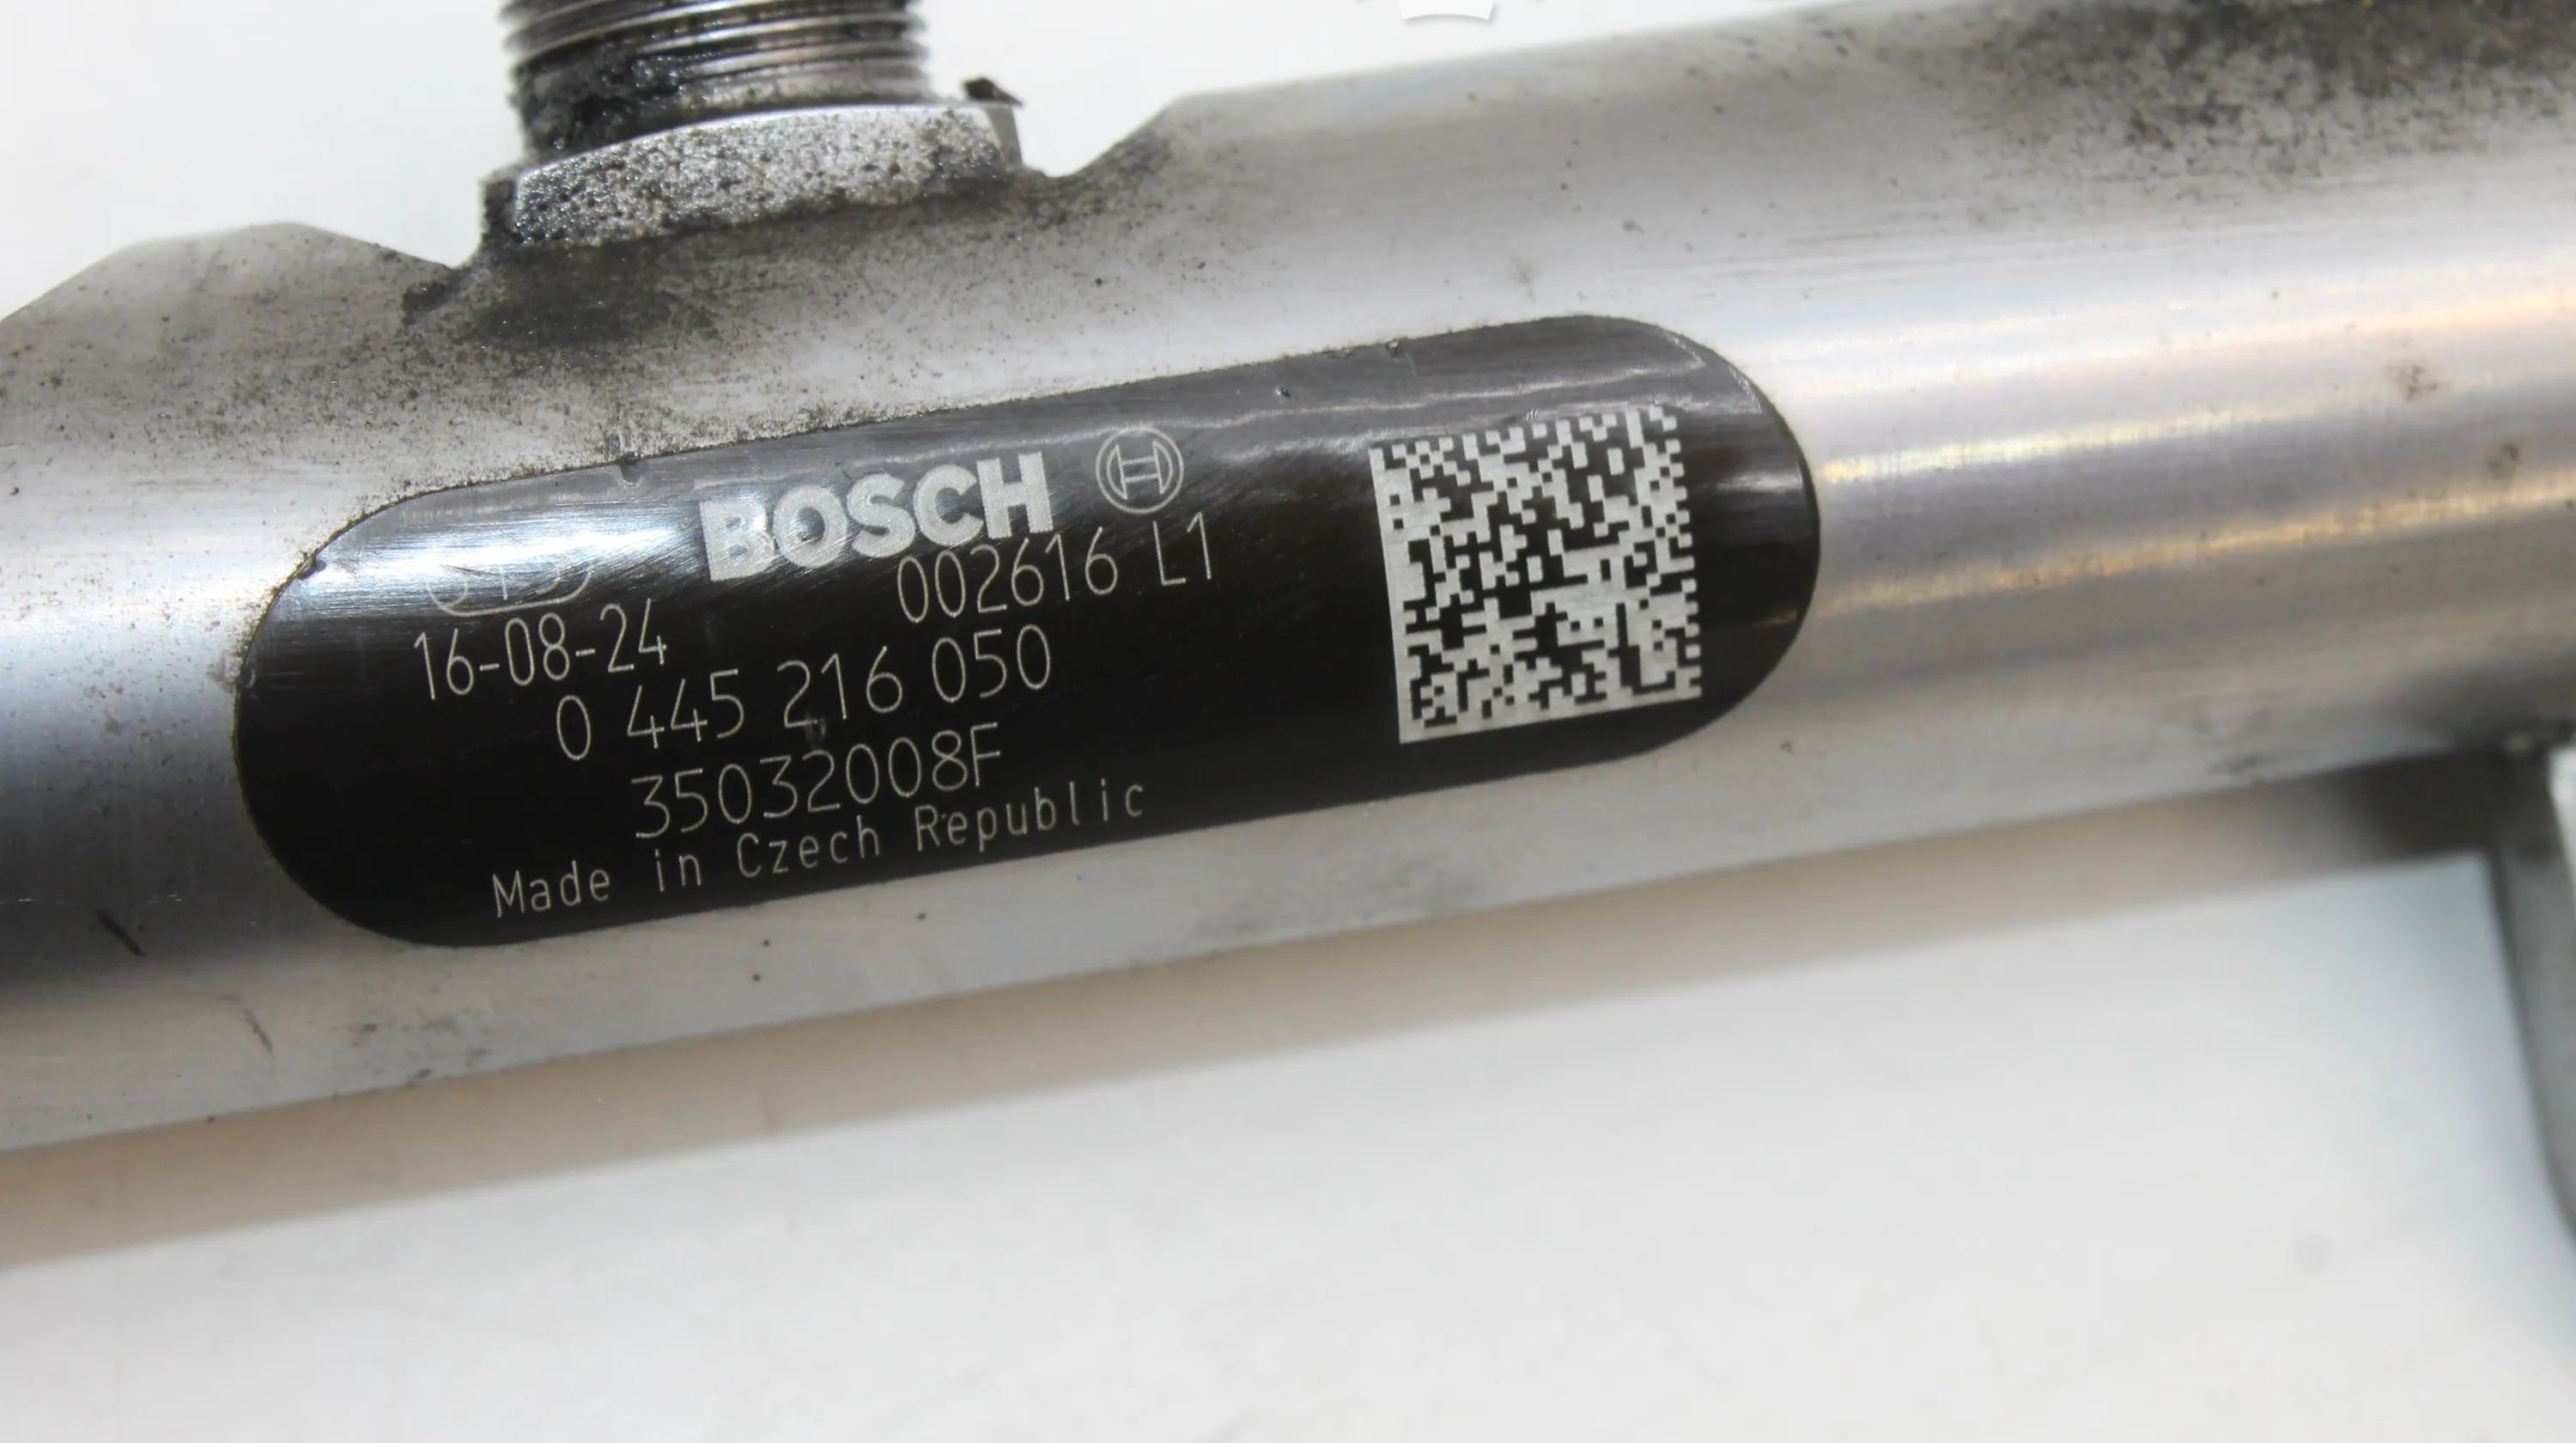 BOSCH
002616 L1
16-08-24
0 445 216 050
35032008F
Made in Czech Republic